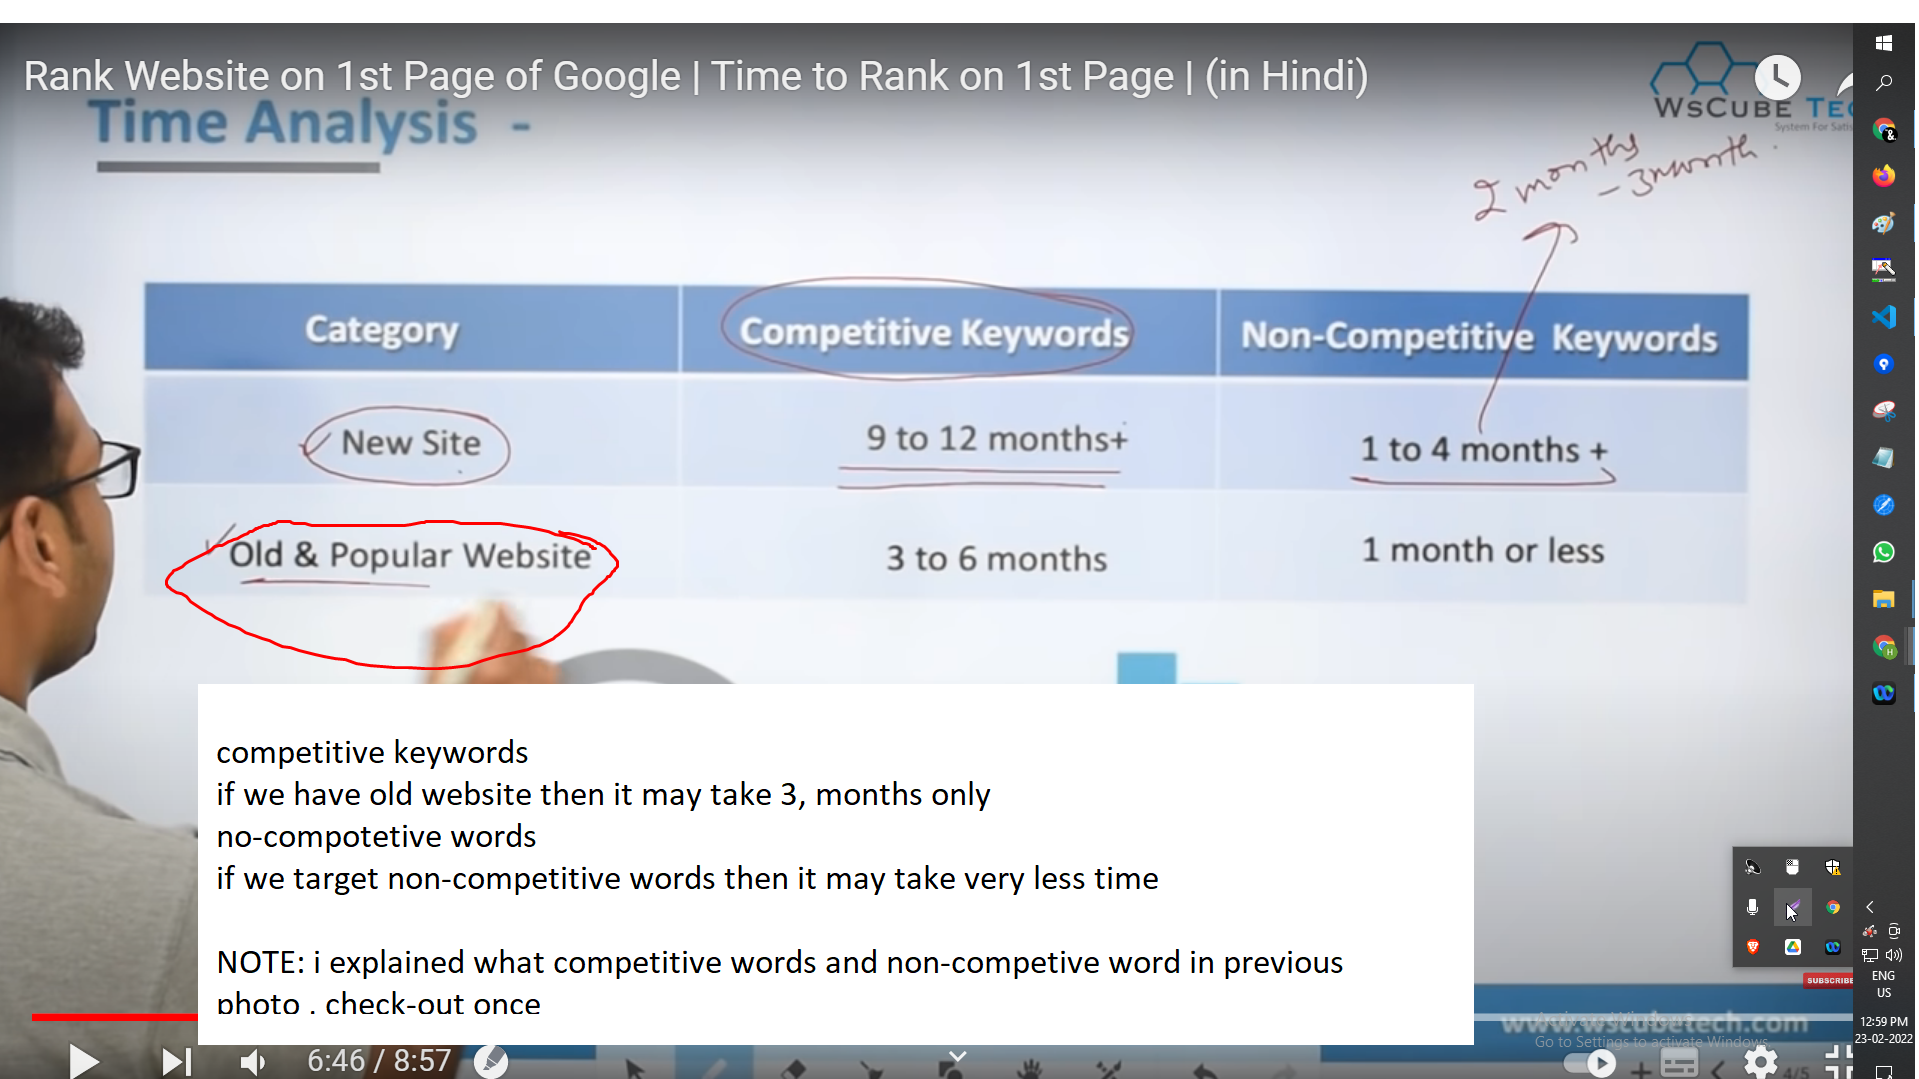 Rank Website on 1st Page of Google | Time to Rank on 1st Page | (in Hindi)
Time Analysis -
WsCube Tec
System For Satis
2 months
- 3 month
Category
Competitive Keywords
Non-Competitive Keywords
New Site
9 to 12 months+
1 to 4 months +
Old & Popular Website
3 to 6 months
1 month or less
competitive keywords
if we have old website then it may take 3, months only
no-compotetive words
if we target non-competitive words then it may take very less time
NOTE: i explained what competitive words and non-competive word in previous
photo . check-out once
SUBSCRIBE
www.wscubetech.com
Go to Settings to activate Windows.
6:46 / 8:57
4/5
ENG
US
12:59 PM
23-02-2022